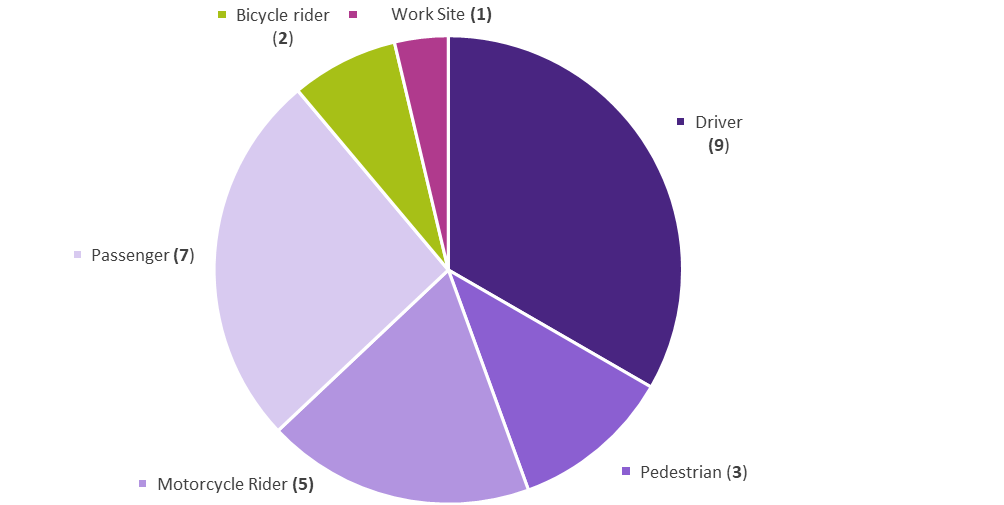 Bicycle rider
(2)
Work Site (1)
Driver
(9)
Passenger (7)
Pedestrian (3)
Motorcycle Rider (5)